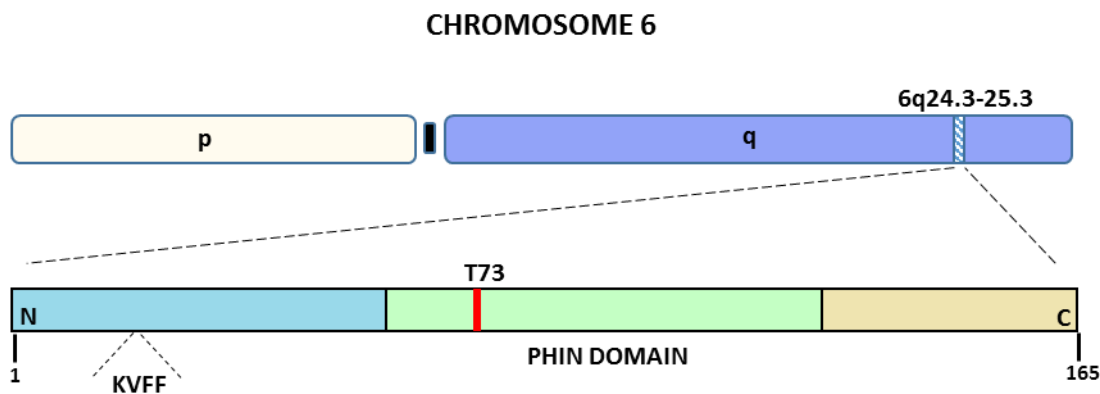 CHROMOSOME 6
6q24.3-25.3
p
q
T73
N
C
PHIN DOMAIN
1
165
KVFF